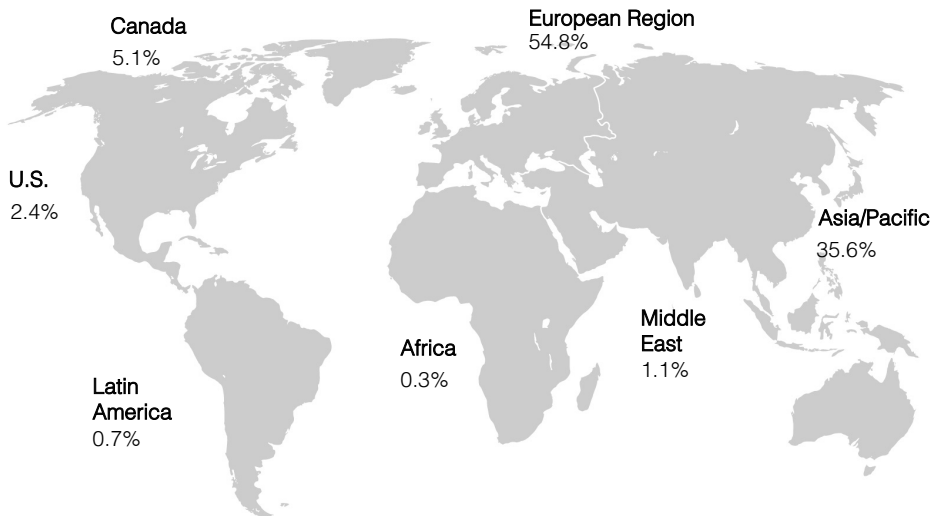 Canada
5.1%
European Region
54.8%
U.S.
2.4%
Asia/Pacific
35.6%
Middle
East
1.1%
Africa
0.3%
Latin
America
0.7%